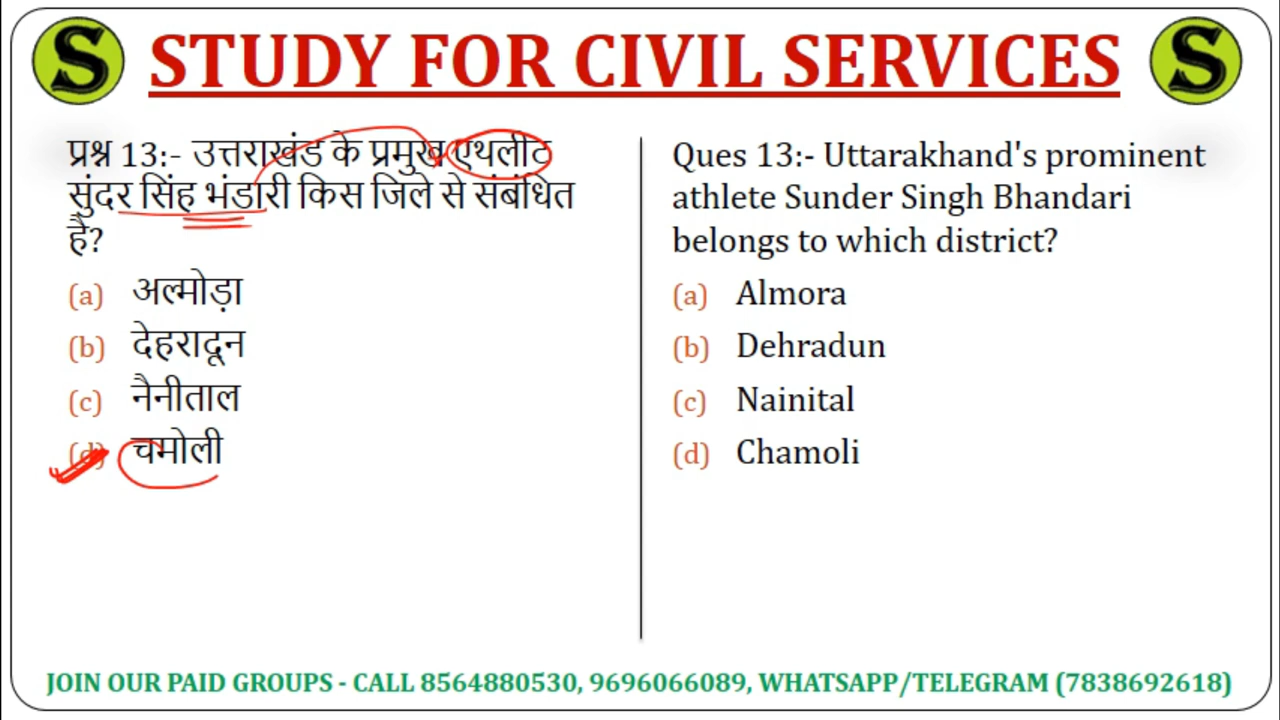 S STUDY FOR CIVIL SERVICES S
प्रश्न 13:- उत्तराखंड के प्रमुख एथलीट
सुंदर सिंह भंडारी किस जिले से संबंधित
है?
(a) अल्मोड़ा
(b) देहरादून
(c) नैनीताल
(d) चमोली
Ques 13:- Uttarakhand's prominent
athlete Sunder Singh Bhandari
belongs to which district?
(a) Almora
(b) Dehradun
(c) Nainital
(d) Chamoli
JOIN OUR PAID GROUPS - CALL 8564880530, 9696066089, WHATSAPP/TELEGRAM (7838692618)